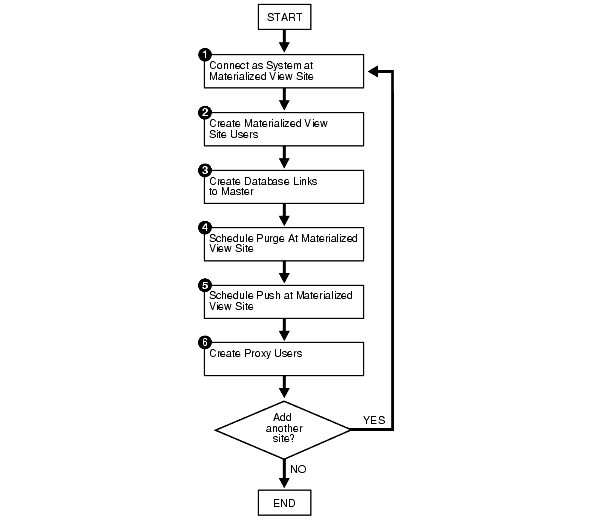 START
1
Connect as System at
Materialized View Site
2
Create Materialized View
Site Users
3
Create Database Links
to Master
4
Schedule Purge At Materialized
View Site
5
Schedule Push at Materialized
View Site
6
Create Proxy Users
Add
another
site?
YES
NO
END